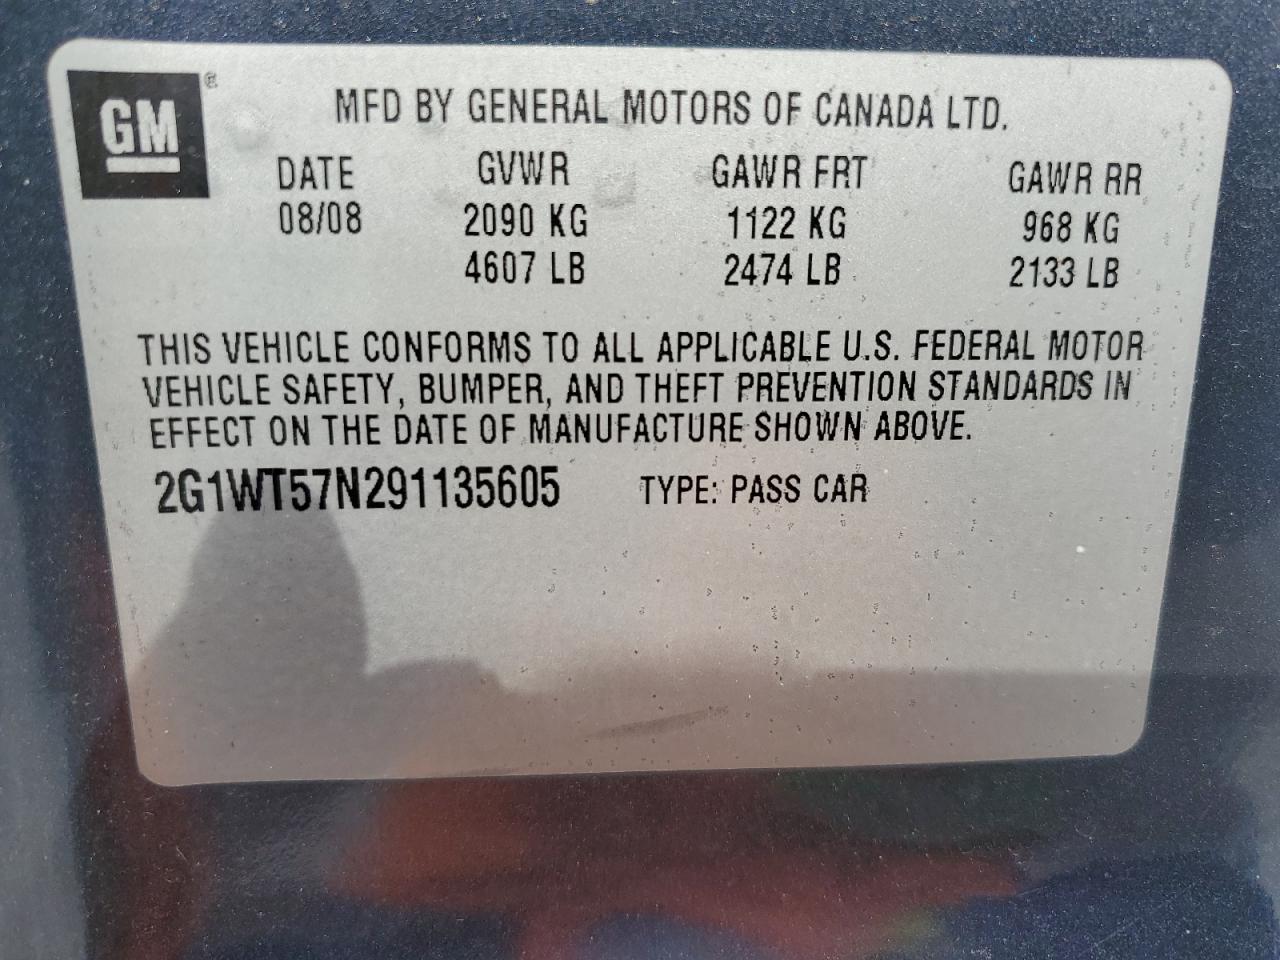 GM®
MFD BY GENERAL MOTORS OF CANADA LTD.
DATE GVWR GAWR FRT GAWR RR
08/08 2090 KG 1122 KG 968 KG
4607 LB 2474 LB 2133 LB
THIS VEHICLE CONFORMS TO ALL APPLICABLE U.S. FEDERAL MOTOR
VEHICLE SAFETY, BUMPER, AND THEFT PREVENTION STANDARDS IN
EFFECT ON THE DATE OF MANUFACTURE SHOWN ABOVE.
2G1WT57N291135605 TYPE: PASS CAR